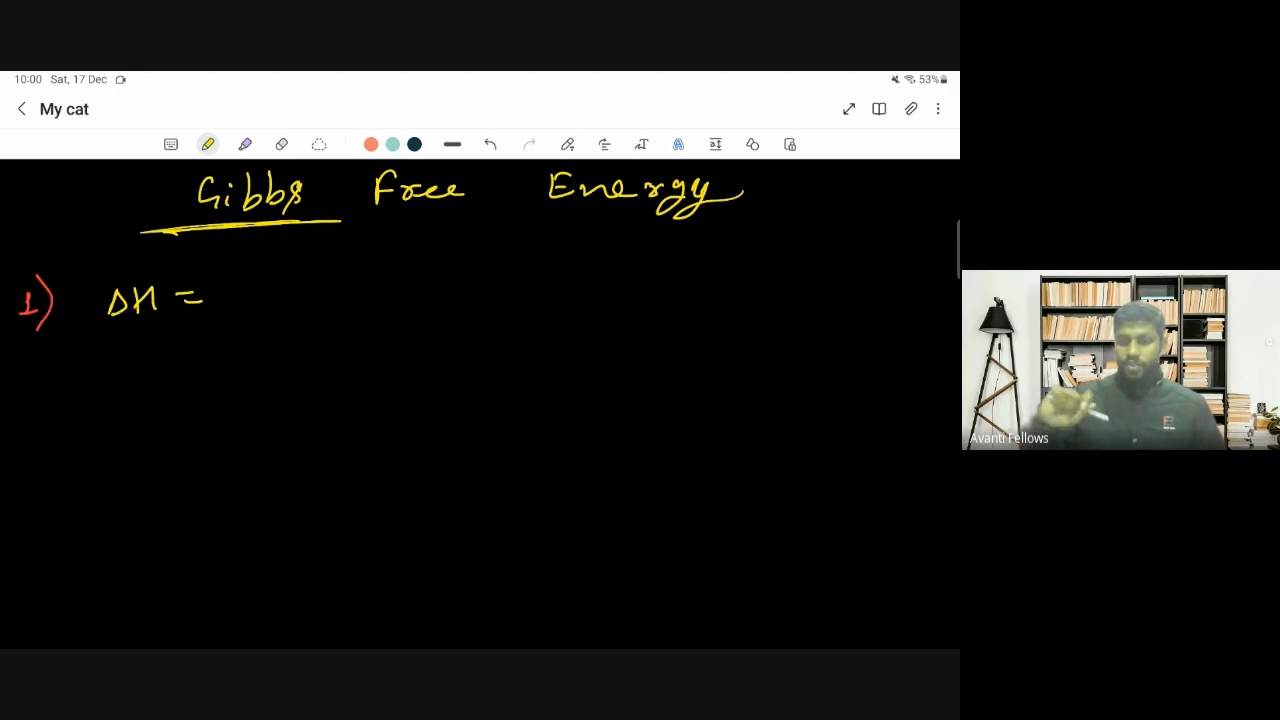 10:00 Sat, 17 Dec
53%
My cat
Gibbs Free Energy
1) ΔH =
Avanti Fellows